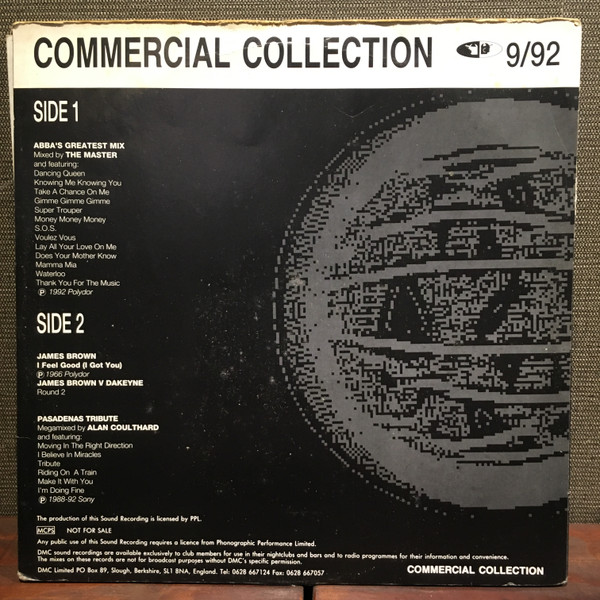 COMMERCIAL COLLECTION 9/92
SIDE 1
ABBA'S GREATEST MIX
Mixed by THE MASTER
and featuring:
Dancing Queen
Knowing Me Knowing You
Take A Chance On Me
Gimme Gimme Gimme
Super Trouper
Money Money Money
S.O.S.
Voulez Vous
Lay All Your Love On Me
Does Your Mother Know
Mamma Mia
Waterloo
Thank You For The Music
℗ 1992 Polydor
SIDE 2
JAMES BROWN
I Feel Good (I Got You)
℗ 1966 Polydor
JAMES BROWN V DAKEYNE
Round 2
PASADENAS TRIBUTE
Megamixed by ALAN COULTHARD
and featuring:
Moving In The Right Direction
I Believe In Miracles
Tribute
Riding On A Train
Make It With You
I'm Doing Fine
℗ 1988-92 Sony
The production of this Sound Recording is licensed by PPL.
MCPS NOT FOR SALE
Any public use of this Sound Recording requires a licence from Phonographic Performance Limited.
DMC sound recordings are available exclusively to club members for use in their nightclubs and bars and to radio programmes for their information and convenience.
The mixes on these records are not for broadcast purposes without DMC's specific permission.
DMC Limited PO Box 89, Slough, Berkshire, SL1 8NA, England. Tel: 0628 667124 Fax: 0628 667057
COMMERCIAL COLLECTION